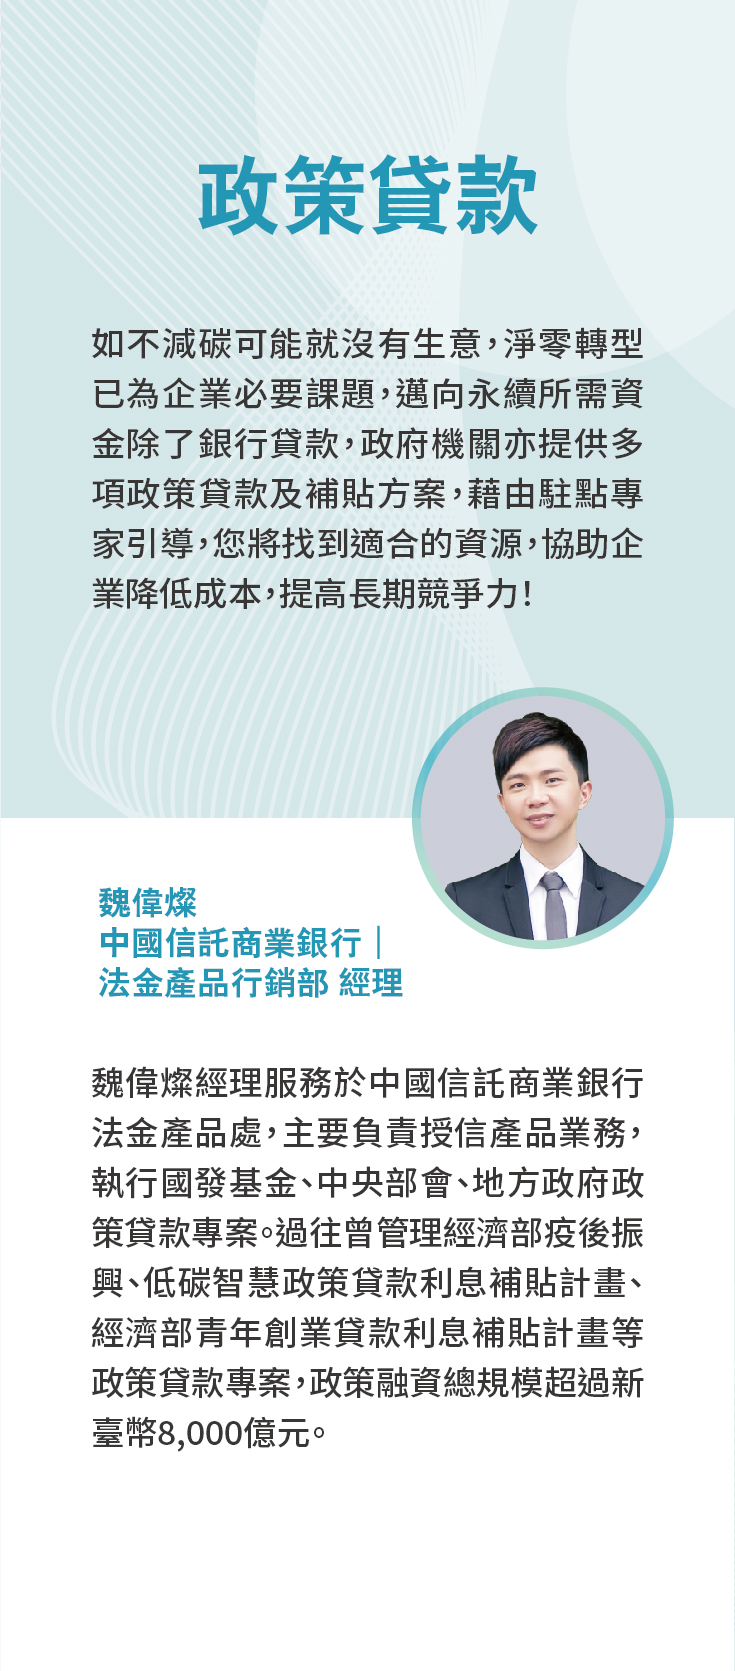 政策貸款
如不減碳可能就沒有生意，淨零轉型
已為企業必要課題，邁向永續所需資
金除了銀行貸款，政府機關亦提供多
項政策貸款及補貼方案，藉由駐點專
家引導，您將找到適合的資源，協助企
業降低成本，提高長期競爭力！
魏偉燦
中國信託商業銀行｜
法金產品行銷部 經理
魏偉燦經理服務於中國信託商業銀行
法金產品處，主要負責授信產品業務，
執行國發基金、中央部會、地方政府政
策貸款專案。過往曾管理經濟部疫後振
興、低碳智慧政策貸款利息補貼計畫、
經濟部青年創業貸款利息補貼計畫等
政策貸款專案，政策融資總規模超過新
臺幣8,000億元。